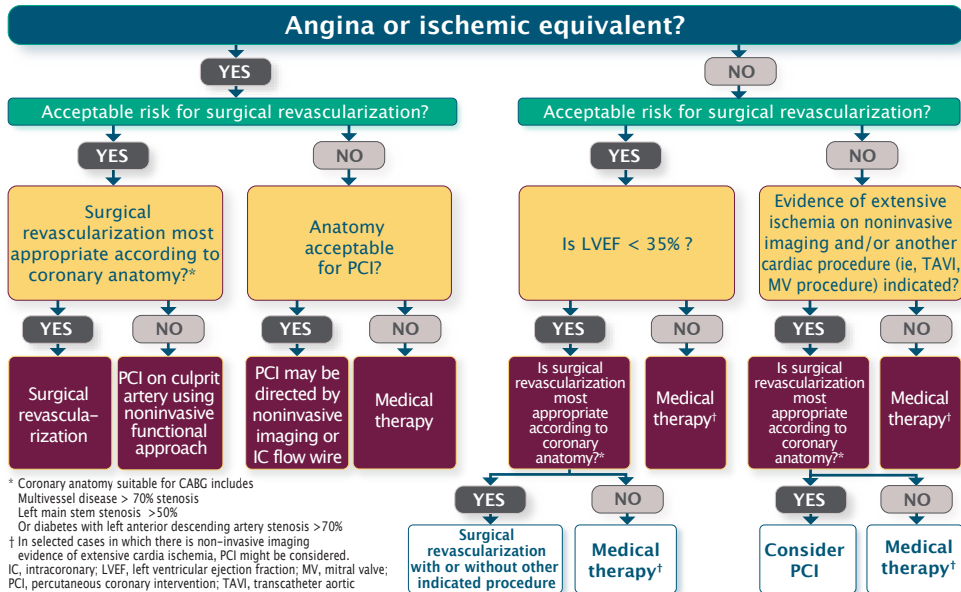 Angina or ischemic equivalent?
YES
NO
Acceptable risk for surgical revascularization?
Acceptable risk for surgical revascularization?
YES
NO
YES
NO
Surgical
revascularization most
appropriate according to
coronary anatomy?*
Anatomy
acceptable
for PCI?
Is LVEF < 35% ?
Evidence of extensive
ischemia on noninvasive
imaging and/or another
cardiac procedure (ie, TAVI,
MV procedure) indicated?
YES
NO
YES
NO
YES
NO
YES
NO
Surgical
revascula-
rization
PCI on culprit
artery using
noninvasive
functional
approach
PCI may be
directed by
noninvasive
imaging or
IC flow wire
Medical
therapy
Is surgical
revascularization
most
appropriate
according to
coronary
anatomy?*
Medical
therapy†
Is surgical
revascularization
most
appropriate
according to
coronary
anatomy?*
Medical
therapy†
YES
NO
YES
NO
Surgical
revascularization
with or without other
indicated procedure
Medical
therapy†
Consider
PCI
Medical
therapy†
* Coronary anatomy suitable for CABG includes
Multivessel disease > 70% stenosis
Left main stem stenosis >50%
Or diabetes with left anterior descending artery stenosis >70%
† In selected cases in which there is non-invasive imaging
evidence of extensive cardia ischemia, PCI might be considered.
IC, intracoronary; LVEF, left ventricular ejection fraction; MV, mitral valve;
PCI, percutaneous coronary intervention; TAVI, transcatheter aortic